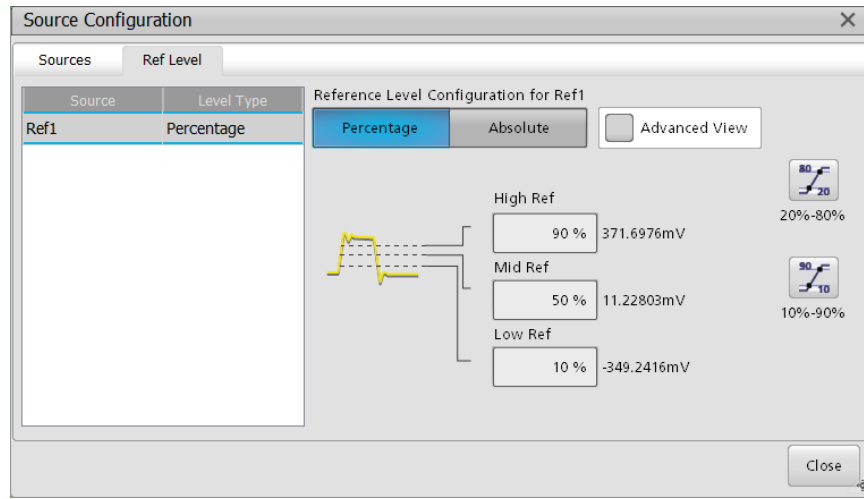 Source Configuration
Sources Ref Level
Source Level Type
Ref1 Percentage
Reference Level Configuration for Ref1
Percentage Absolute Advanced View
High Ref
90 % 371.6976mV
Mid Ref
50 % 11.22803mV
Low Ref
10 % -349.2416mV
80
20
20%-80%
90
10
10%-90%
Close